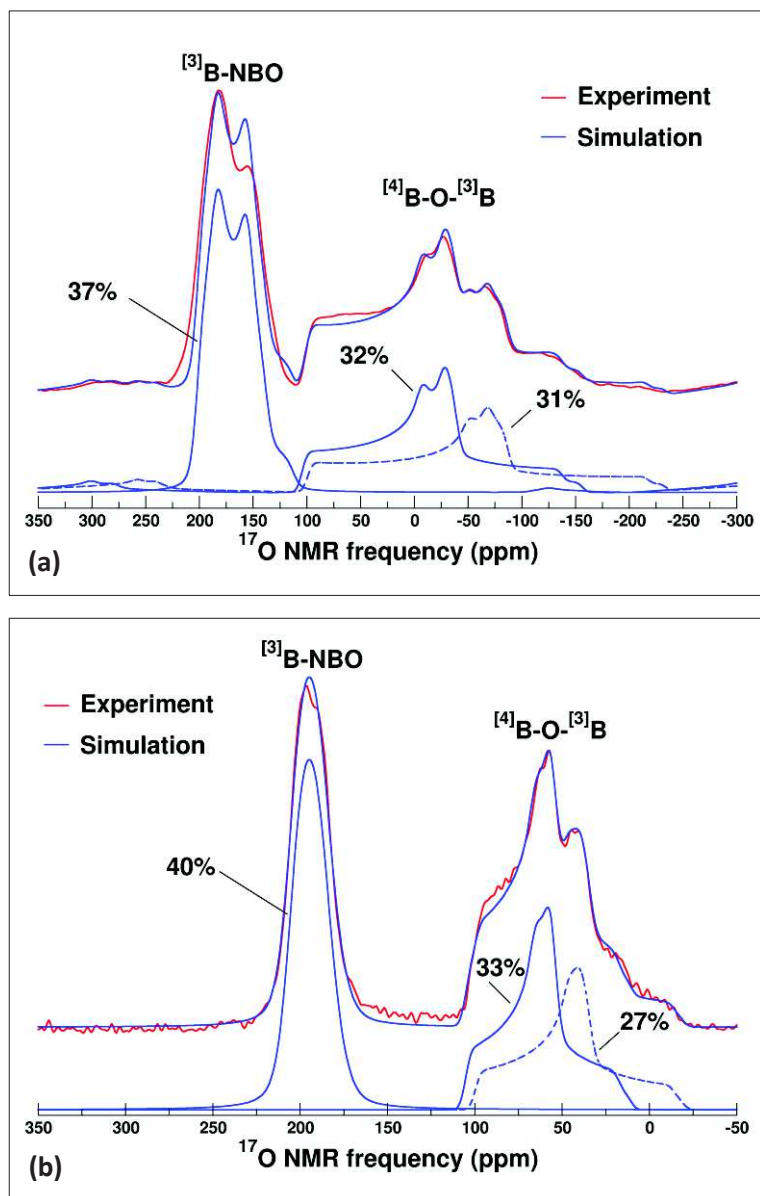 [3]B-NBO
Experiment
Simulation
[4]B-O-[3]B
37%
32%
31%
350 300 250 200 150 100 50 0 -50 -100 -150 -200 -250 -300
17O NMR frequency (ppm)
(a)
[3]B-NBO
Experiment
Simulation
[4]B-O-[3]B
40%
33%
27%
350 300 250 200 150 100 50 0 -50
17O NMR frequency (ppm)
(b)